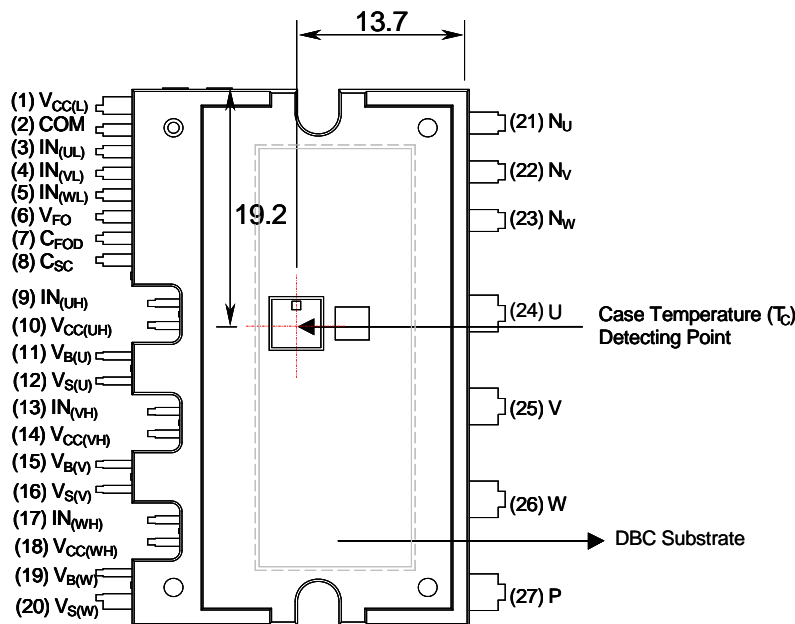 13.7
(1) VCC(L)
(2) COM
(3) IN(UL)
(4) IN(VL)
(5) IN(WL)
(6) VFO
(7) CFOD
(8) CSC
(9) IN(UH)
(10) VCC(UH)
(11) VB(U)
(12) VS(U)
(13) IN(VH)
(14) VCC(VH)
(15) VB(V)
(16) VS(V)
(17) IN(WH)
(18) VCC(WH)
(19) VB(W)
(20) VS(W)
19.2
(21) NU
(22) NV
(23) NW
(24) U
(25) V
(26) W
(27) P
Case Temperature (TC)
Detecting Point
DBC Substrate